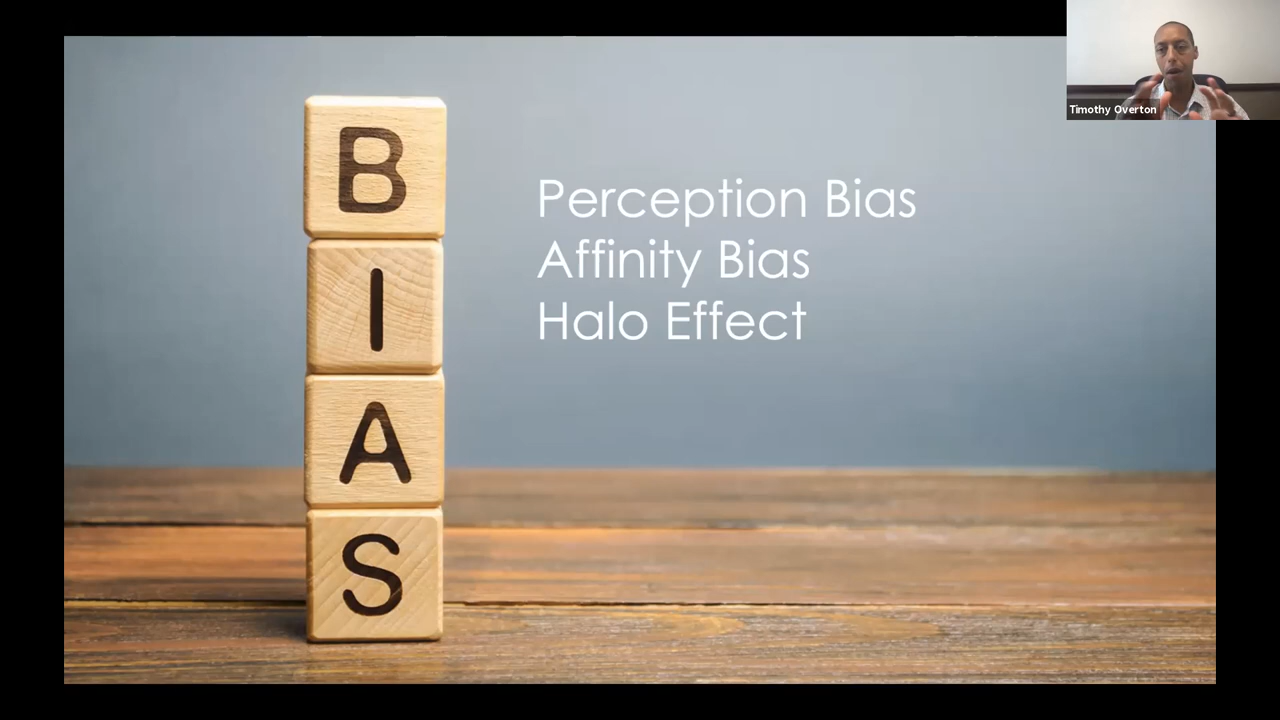 B
I
A
S
Perception Bias
Affinity Bias
Halo Effect
Timothy Overton